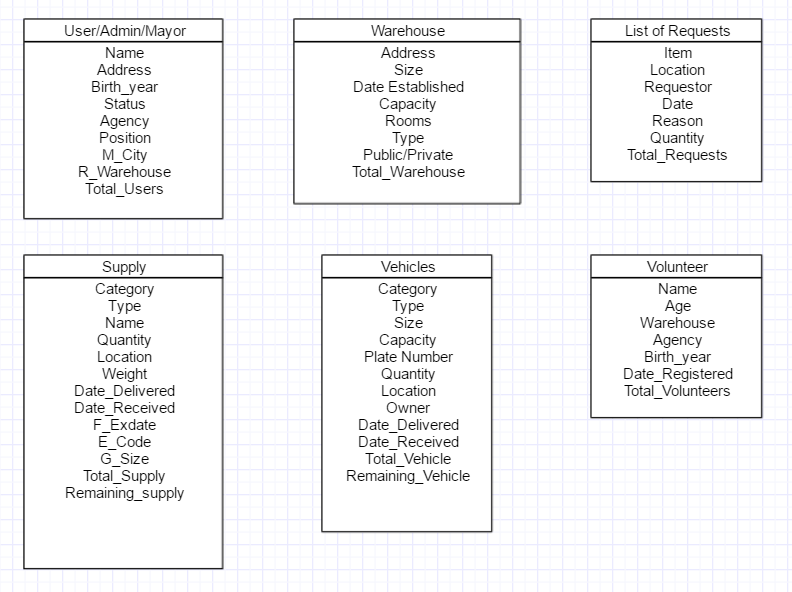 User/Admin/Mayor
Name
Address
Birth_year
Status
Agency
Position
M_City
R_Warehouse
Total_Users
Warehouse
Address
Size
Date Established
Capacity
Rooms
Type
Public/Private
Total_Warehouse
List of Requests
Item
Location
Requestor
Date
Reason
Quantity
Total_Requests
Supply
Category
Type
Name
Quantity
Location
Weight
Date_Delivered
Date_Received
F_Exdate
E_Code
G_Size
Total_Supply
Remaining_supply
Vehicles
Category
Type
Size
Capacity
Plate Number
Quantity
Location
Owner
Date_Delivered
Date_Received
Total_Vehicle
Remaining_Vehicle
Volunteer
Name
Age
Warehouse
Agency
Birth_year
Date_Registered
Total_Volunteers